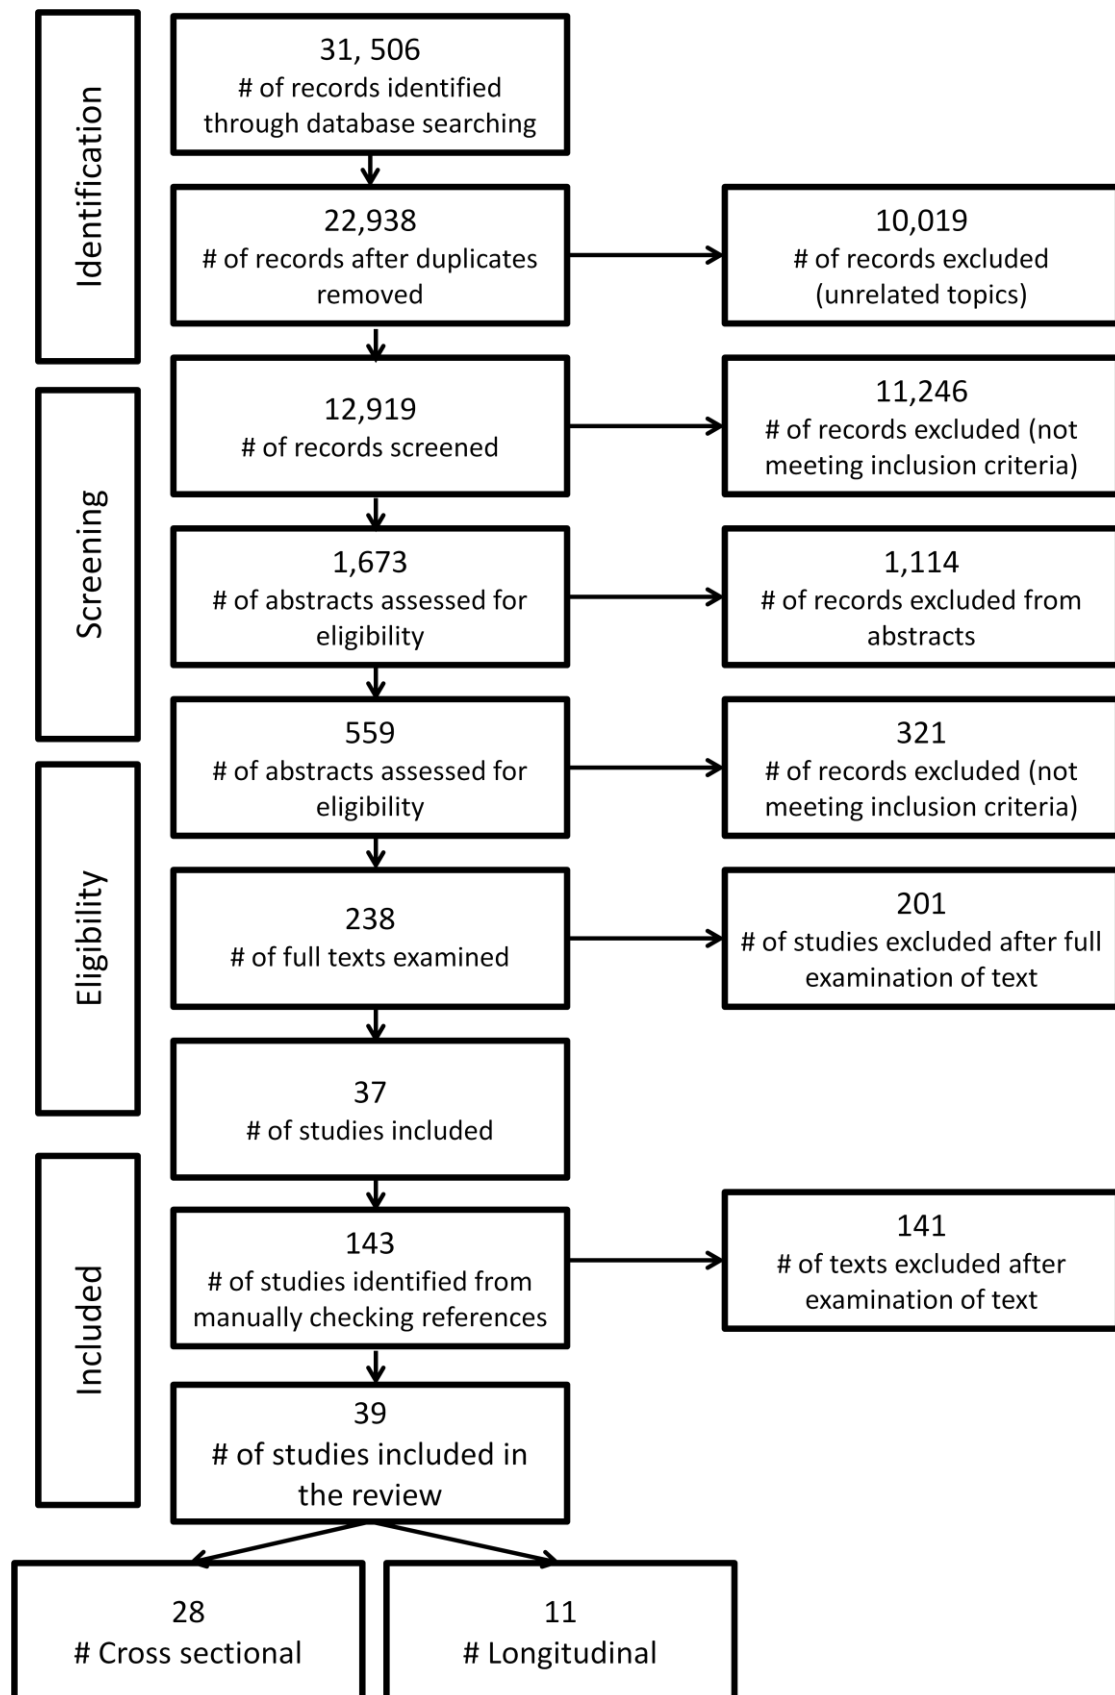 Identification
31, 506
# of records identified
through database searching
22,938
# of records after duplicates
removed
10,019
# of records excluded
(unrelated topics)
Screening
12,919
# of records screened
11,246
# of records excluded (not
meeting inclusion criteria)
1,673
# of abstracts assessed for
eligibility
1,114
# of records excluded from
abstracts
559
# of abstracts assessed for
eligibility
321
# of records excluded (not
meeting inclusion criteria)
Eligibility
238
# of full texts examined
201
# of studies excluded after full
examination of text
37
# of studies included
Included
143
# of studies identified from
manually checking references
141
# of texts excluded after
examination of text
39
# of studies included in
the review
28
# Cross sectional
11
# Longitudinal